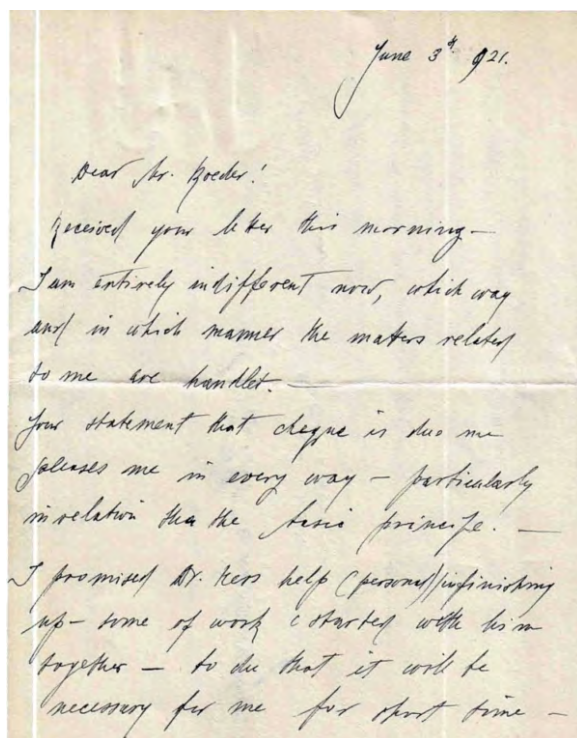 June 3rd 921.
Dear Mr. Roeder!
Received your letter this morning —
I am entirely indifferent now, which way
and in which manner the matters related
to me are handlet. —
Your statement that cheque is due me
pleases me in every way — particularly
in relation the the basic principe. —
I promised Dr. help (personal) in finishing
up — some of work I started with him
together — to do that it will be
necessary for me for short time —